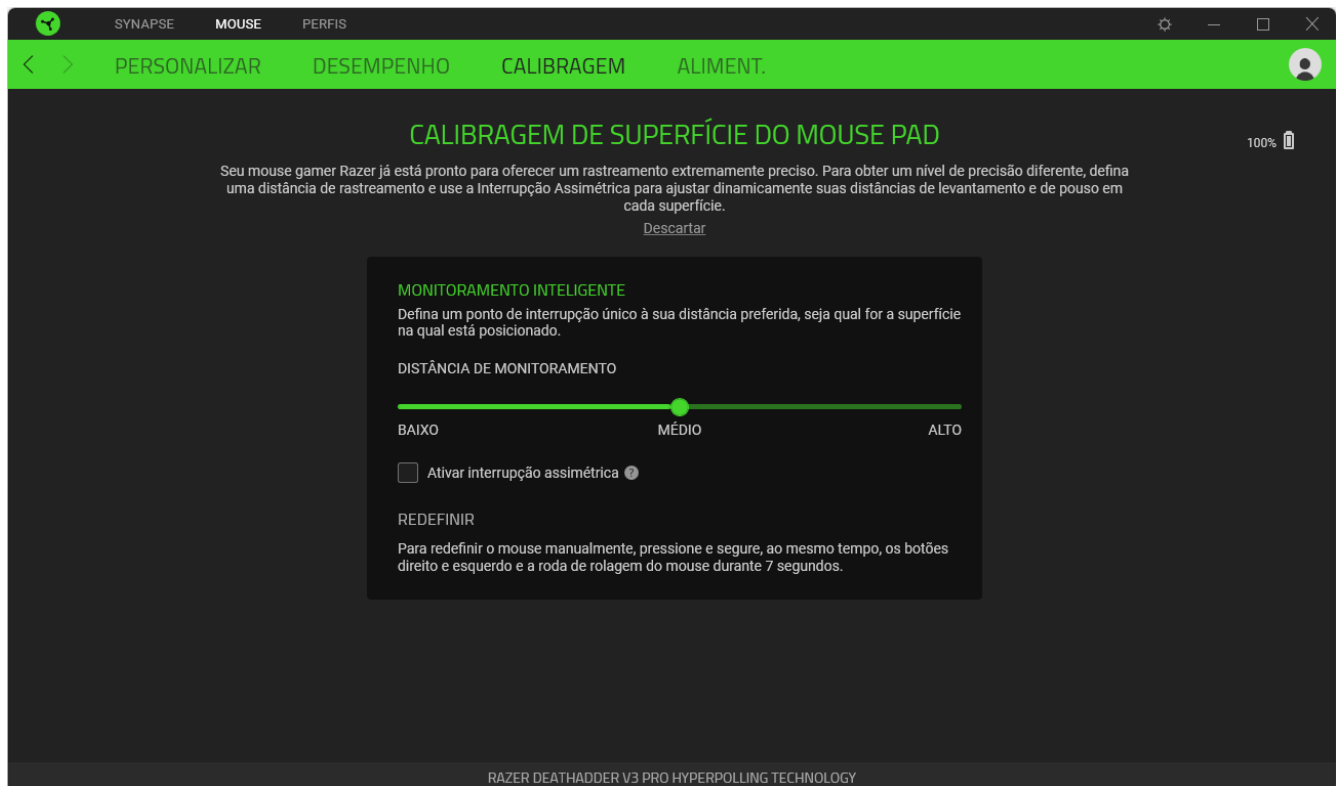 SYNAPSE MOUSE PERFIS
PERSONALIZAR DESEMPENHO CALIBRAGEM ALIMENT.
CALIBRAGEM DE SUPERFÍCIE DO MOUSE PAD
100%
Seu mouse gamer Razer já está pronto para oferecer um rastreamento extremamente preciso. Para obter um nível de precisão diferente, defina
uma distância de rastreamento e use a Interrupção Assimétrica para ajustar dinamicamente suas distâncias de levantamento e de pouso em
cada superfície.
Descartar
MONITORAMENTO INTELIGENTE
Defina um ponto de interrupção único à sua distância preferida, seja qual for a superfície
na qual está posicionado.
DISTÂNCIA DE MONITORAMENTO
BAIXO MÉDIO ALTO
Ativar interrupção assimétrica ?
REDEFINIR
Para redefinir o mouse manualmente, pressione e segure, ao mesmo tempo, os botões
direito e esquerdo e a roda de rolagem do mouse durante 7 segundos.
RAZER DEATHADDER V3 PRO HYPERPOLLING TECHNOLOGY